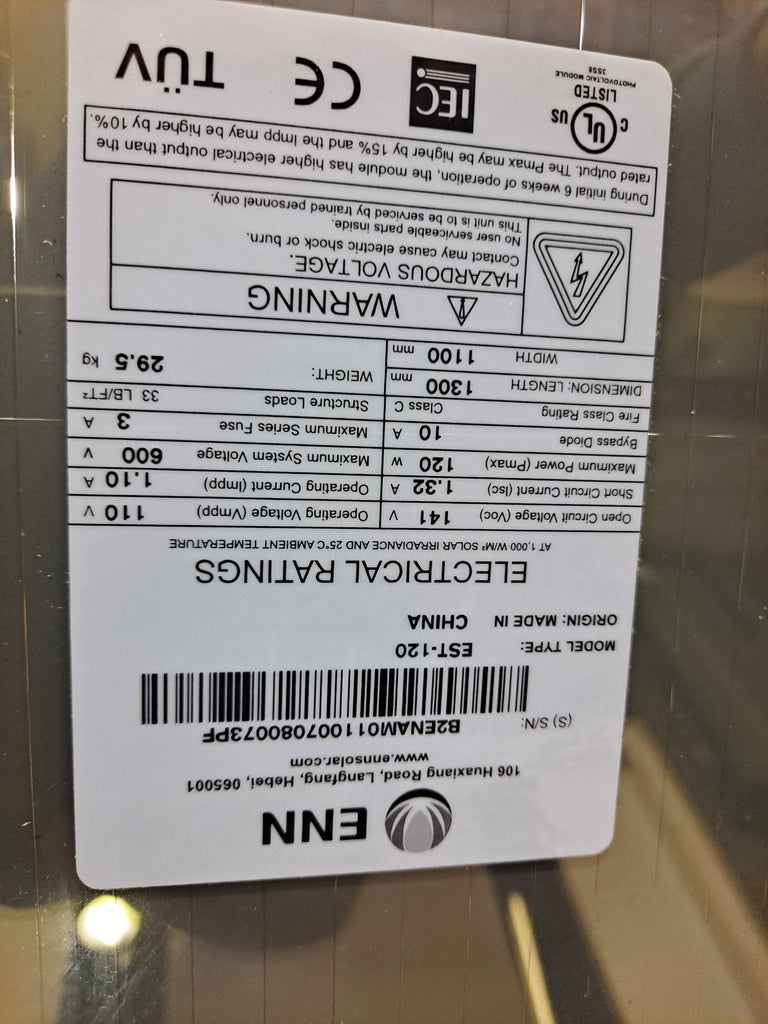 ENN
106 Huaxiang Road, Langfang, Hebei, 065001
www.ennsolar.com
(S) S/N: B2ENAM011007080073PF
MODEL TYPE: EST-120
ORIGIN: MADE IN CHINA
ELECTRICAL RATINGS
AT 1,000 W/M² SOLAR IRRADIANCE AND 25°C AMBIENT TEMPERATURE
Open Circuit Voltage (Voc) 141 V Operating Voltage (Vmpp) 110 V
Short Circuit Current (Isc) 1.32 A Operating Current (Impp) 1.10 A
Maximum Power (Pmax) 120 W Maximum System Voltage 600 V
Bypass Diode 10 A Maximum Series Fuse 3 A
Fire Class Rating Class C Structure Loads 33 LB/FT²
DIMENSION: LENGTH 1300 mm WEIGHT: 29.5 kg
WIDTH 1100 mm
WARNING
HAZARDOUS VOLTAGE.
Contact may cause electric shock or burn.
No user serviceable parts inside.
This unit is to be serviced by trained personnel only.
During initial 6 weeks of operation, the module has higher electrical output than the
rated output. The Pmax may be higher by 15% and the Impp may be higher by 10%.
C UL US IEC CE TÜV
LISTED
PHOTOVOLTAIC MODULE
3SS8